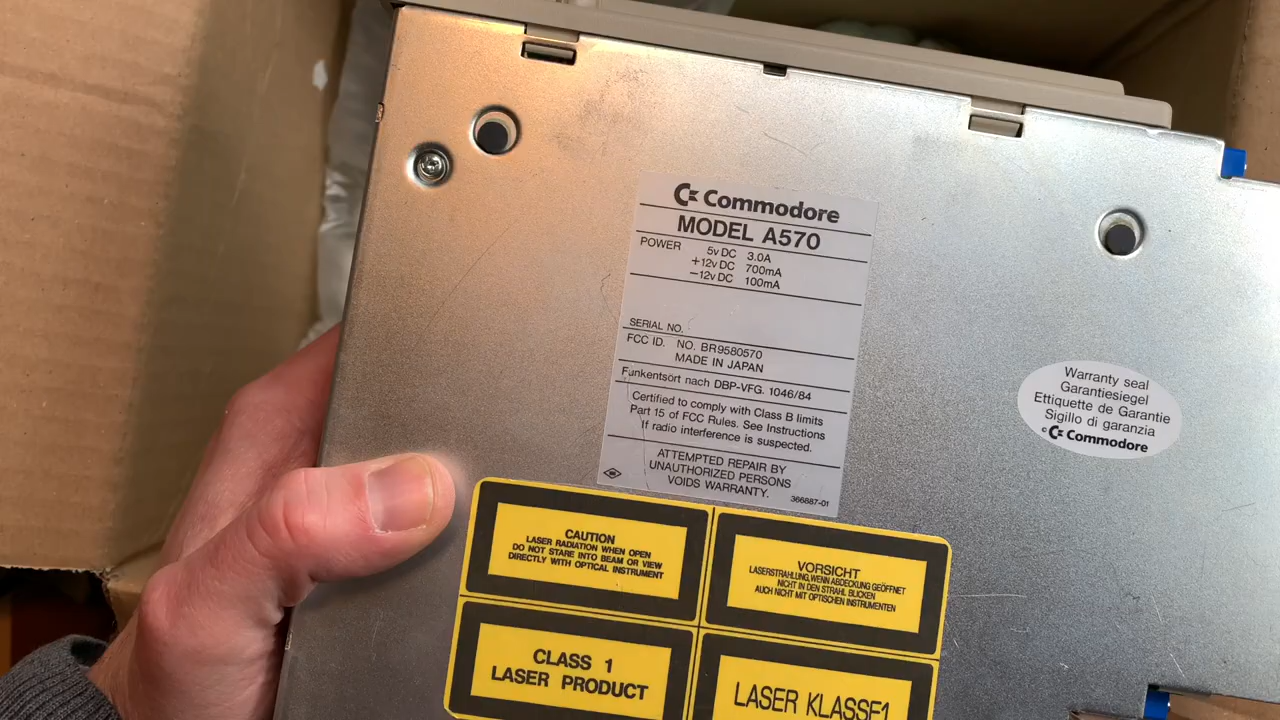 Commodore
MODEL A570
POWER 5v DC 3.0A
+12v DC 700mA
−12v DC 100mA
SERIAL NO.
FCC ID. NO. BR9580570
MADE IN JAPAN
Funkentsört nach DBP-VFG. 1046/84
Certified to comply with Class B limits
Part 15 of FCC Rules. See Instructions
If radio interference is suspected.
ATTEMPTED REPAIR BY
UNAUTHORIZED PERSONS
VOIDS WARRANTY.
366887-01
Warranty seal
Garantiesiegel
Ettiquette de Garantie
Sigillo di garanzia
© Commodore
CAUTION
LASER RADIATION WHEN OPEN
DO NOT STARE INTO BEAM OR VIEW
DIRECTLY WITH OPTICAL INSTRUMENT
VORSICHT
LASERSTRAHLUNG, WENN ABDECKUNG GEÖFFNET
NICHT IN DEN STRAHL BLICKEN
AUCH NICHT MIT OPTISCHEN INSTRUMENTEN
CLASS 1
LASER PRODUCT
LASER KLASSE1